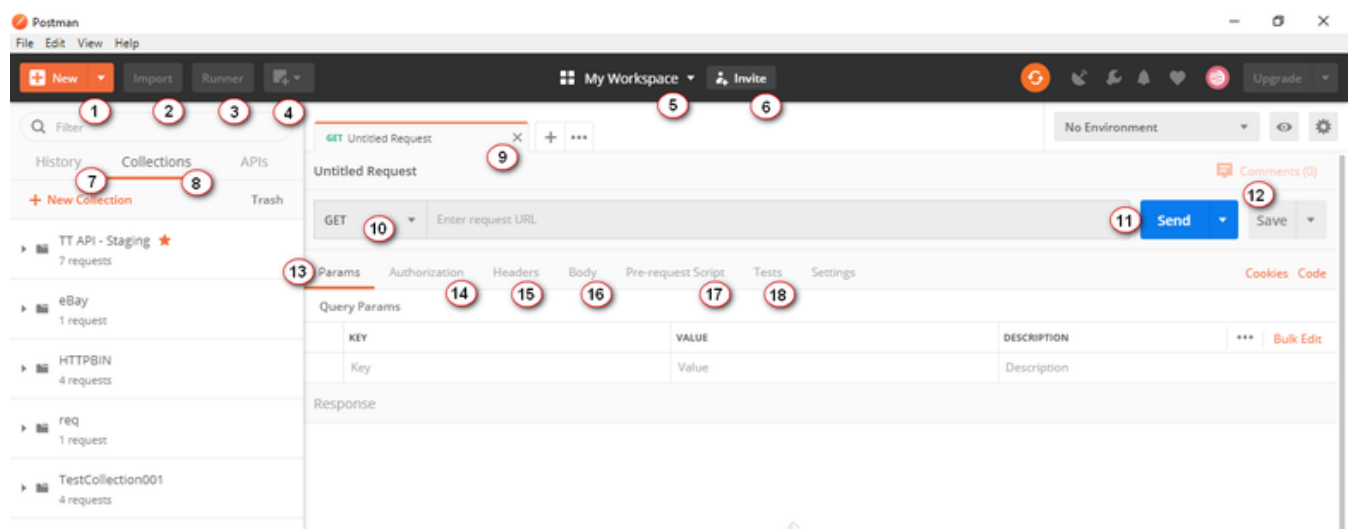 Postman
File Edit View Help
New Import Runner My Workspace Invite Upgrade
1 2 3 4 5 6
Filter
GET Untitled Request
9
No Environment
History Collections APIs
7 8
Untitled Request
Comments (0)
+ New Collection Trash
12
GET 10 Enter request URL 11 Send Save
TT API - Staging
7 requests
13 Params Authorization Headers Body Pre-request Script Tests Settings Cookies Code
14 15 16 17 18
eBay
1 request
Query Params
KEY VALUE DESCRIPTION Bulk Edit
HTTPBIN
4 requests
Key Value Description
Response
req
1 request
TestCollection001
4 requests